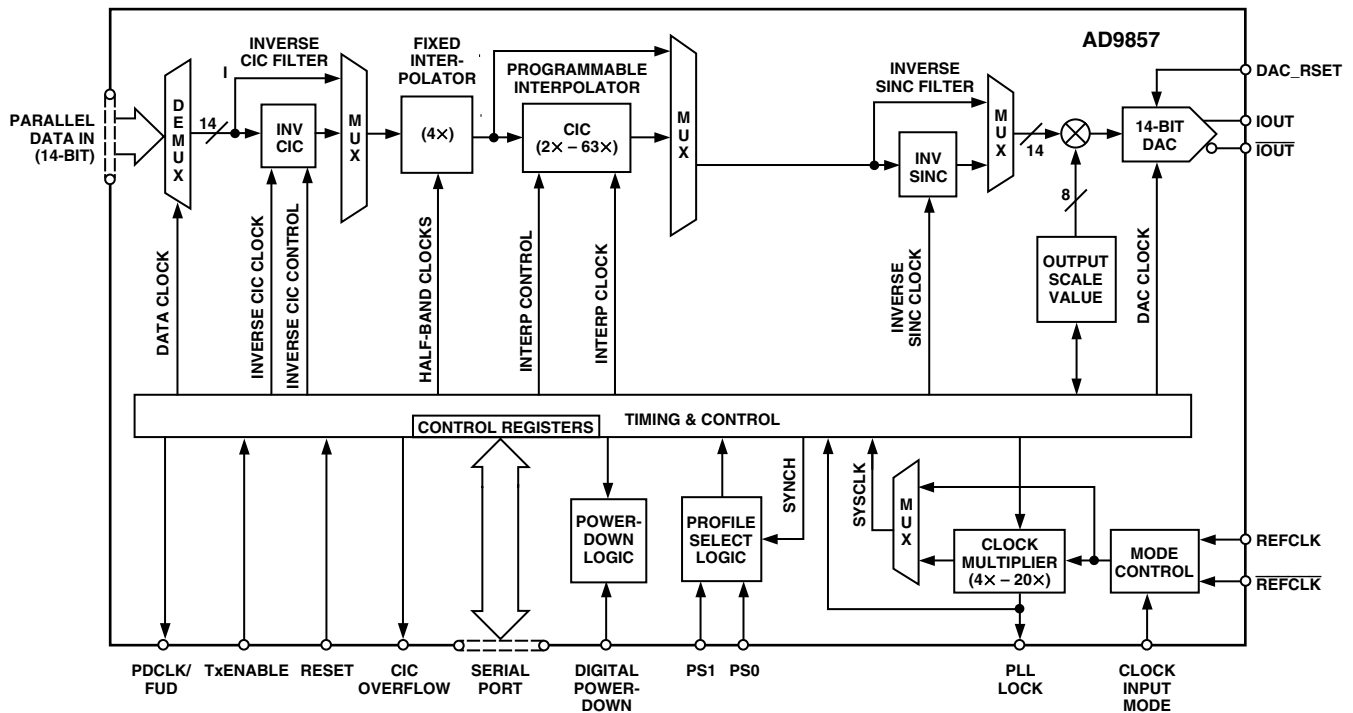 AD9857
INVERSE
CIC FILTER
FIXED
INTER-
POLATOR
PROGRAMMABLE
INTERPOLATOR
INVERSE
SINC FILTER
DAC_RSET
PARALLEL
DATA IN
(14-BIT)
DEMUX
14
I
INV
CIC
MUX
(4×)
CIC
(2× – 63×)
MUX
INV
SINC
MUX
14
14-BIT
DAC
IOUT
IOUT
8
OUTPUT
SCALE
VALUE
DATA CLOCK
INVERSE CIC CLOCK
INVERSE CIC CONTROL
HALF-BAND CLOCKS
INTERP CONTROL
INTERP CLOCK
INVERSE
SINC CLOCK
DAC CLOCK
TIMING & CONTROL
CONTROL REGISTERS
POWER-
DOWN
LOGIC
PROFILE
SELECT
LOGIC
SYNCH
SYSCLK
MUX
CLOCK
MULTIPLIER
(4× – 20×)
MODE
CONTROL
REFCLK
REFCLK
PDCLK/
FUD
TxENABLE
RESET
CIC
OVERFLOW
SERIAL
PORT
DIGITAL
POWER-
DOWN
PS1
PS0
PLL
LOCK
CLOCK
INPUT
MODE